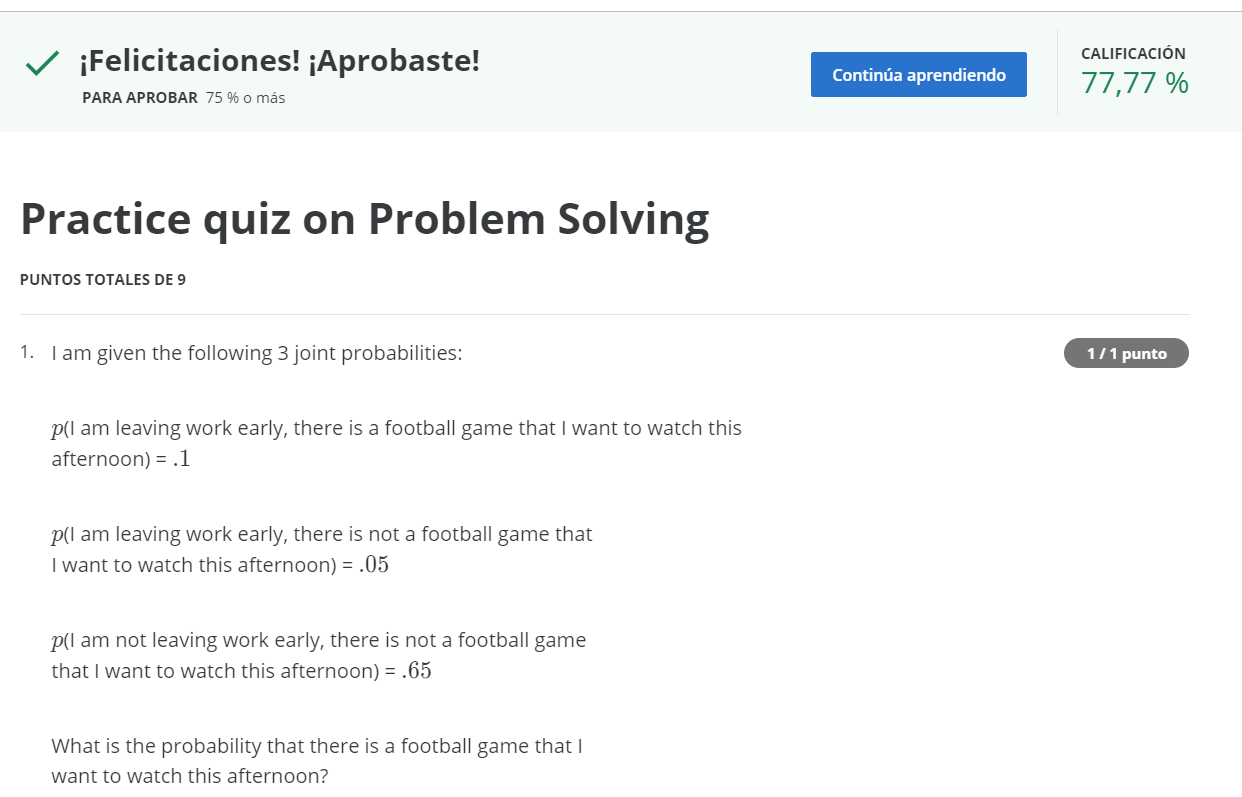 ¡Felicitaciones! ¡Aprobaste!
PARA APROBAR 75 % o más
Continúa aprendiendo
CALIFICACIÓN
77,77 %
Practice quiz on Problem Solving
PUNTOS TOTALES DE 9
1. I am given the following 3 joint probabilities:
1 / 1 punto
p(I am leaving work early, there is a football game that I want to watch this
afternoon) = .1
p(I am leaving work early, there is not a football game that
I want to watch this afternoon) = .05
p(I am not leaving work early, there is not a football game
that I want to watch this afternoon) = .65
What is the probability that there is a football game that I
want to watch this afternoon?